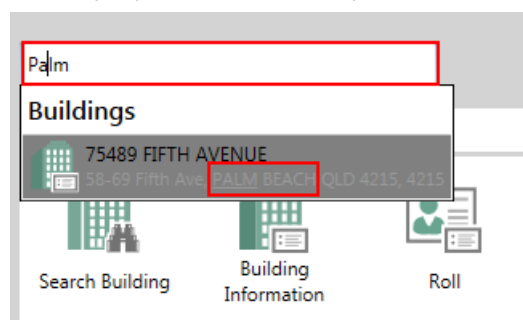 Palm
Buildings
75489 FIFTH AVENUE
58-69 Fifth Ave, PALM BEACH QLD 4215, 4215
Search Building
Building
Information
Roll